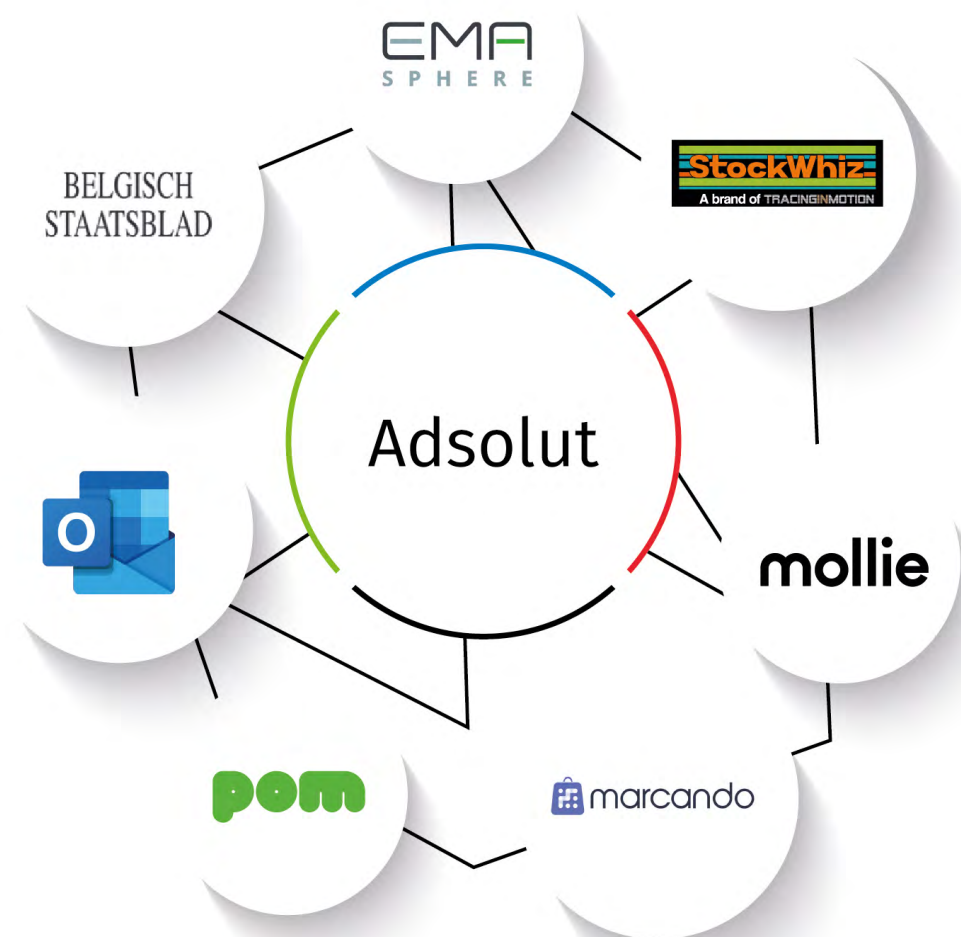 EMA
SPHERE
BELGISCH
STAATSBLAD
StockWhiz
A brand of TRACINGINMOTION
Adsolut
O
mollie
pom
marcando